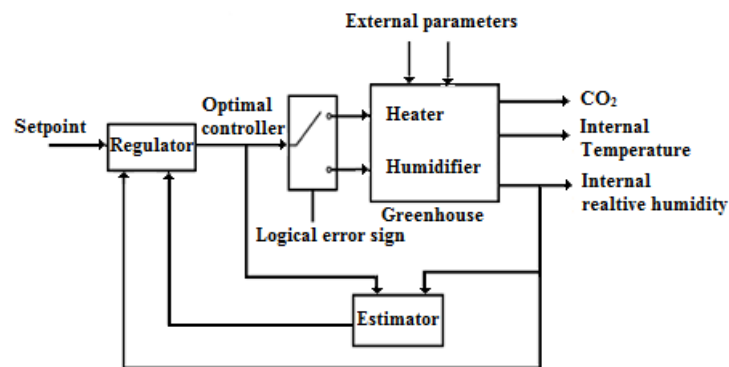 External parameters
CO₂
Optimal
controller
Setpoint
Regulator
Heater
Internal
Temperature
Humidifier
Internal
realtive humidity
Greenhouse
Logical error sign
Estimator